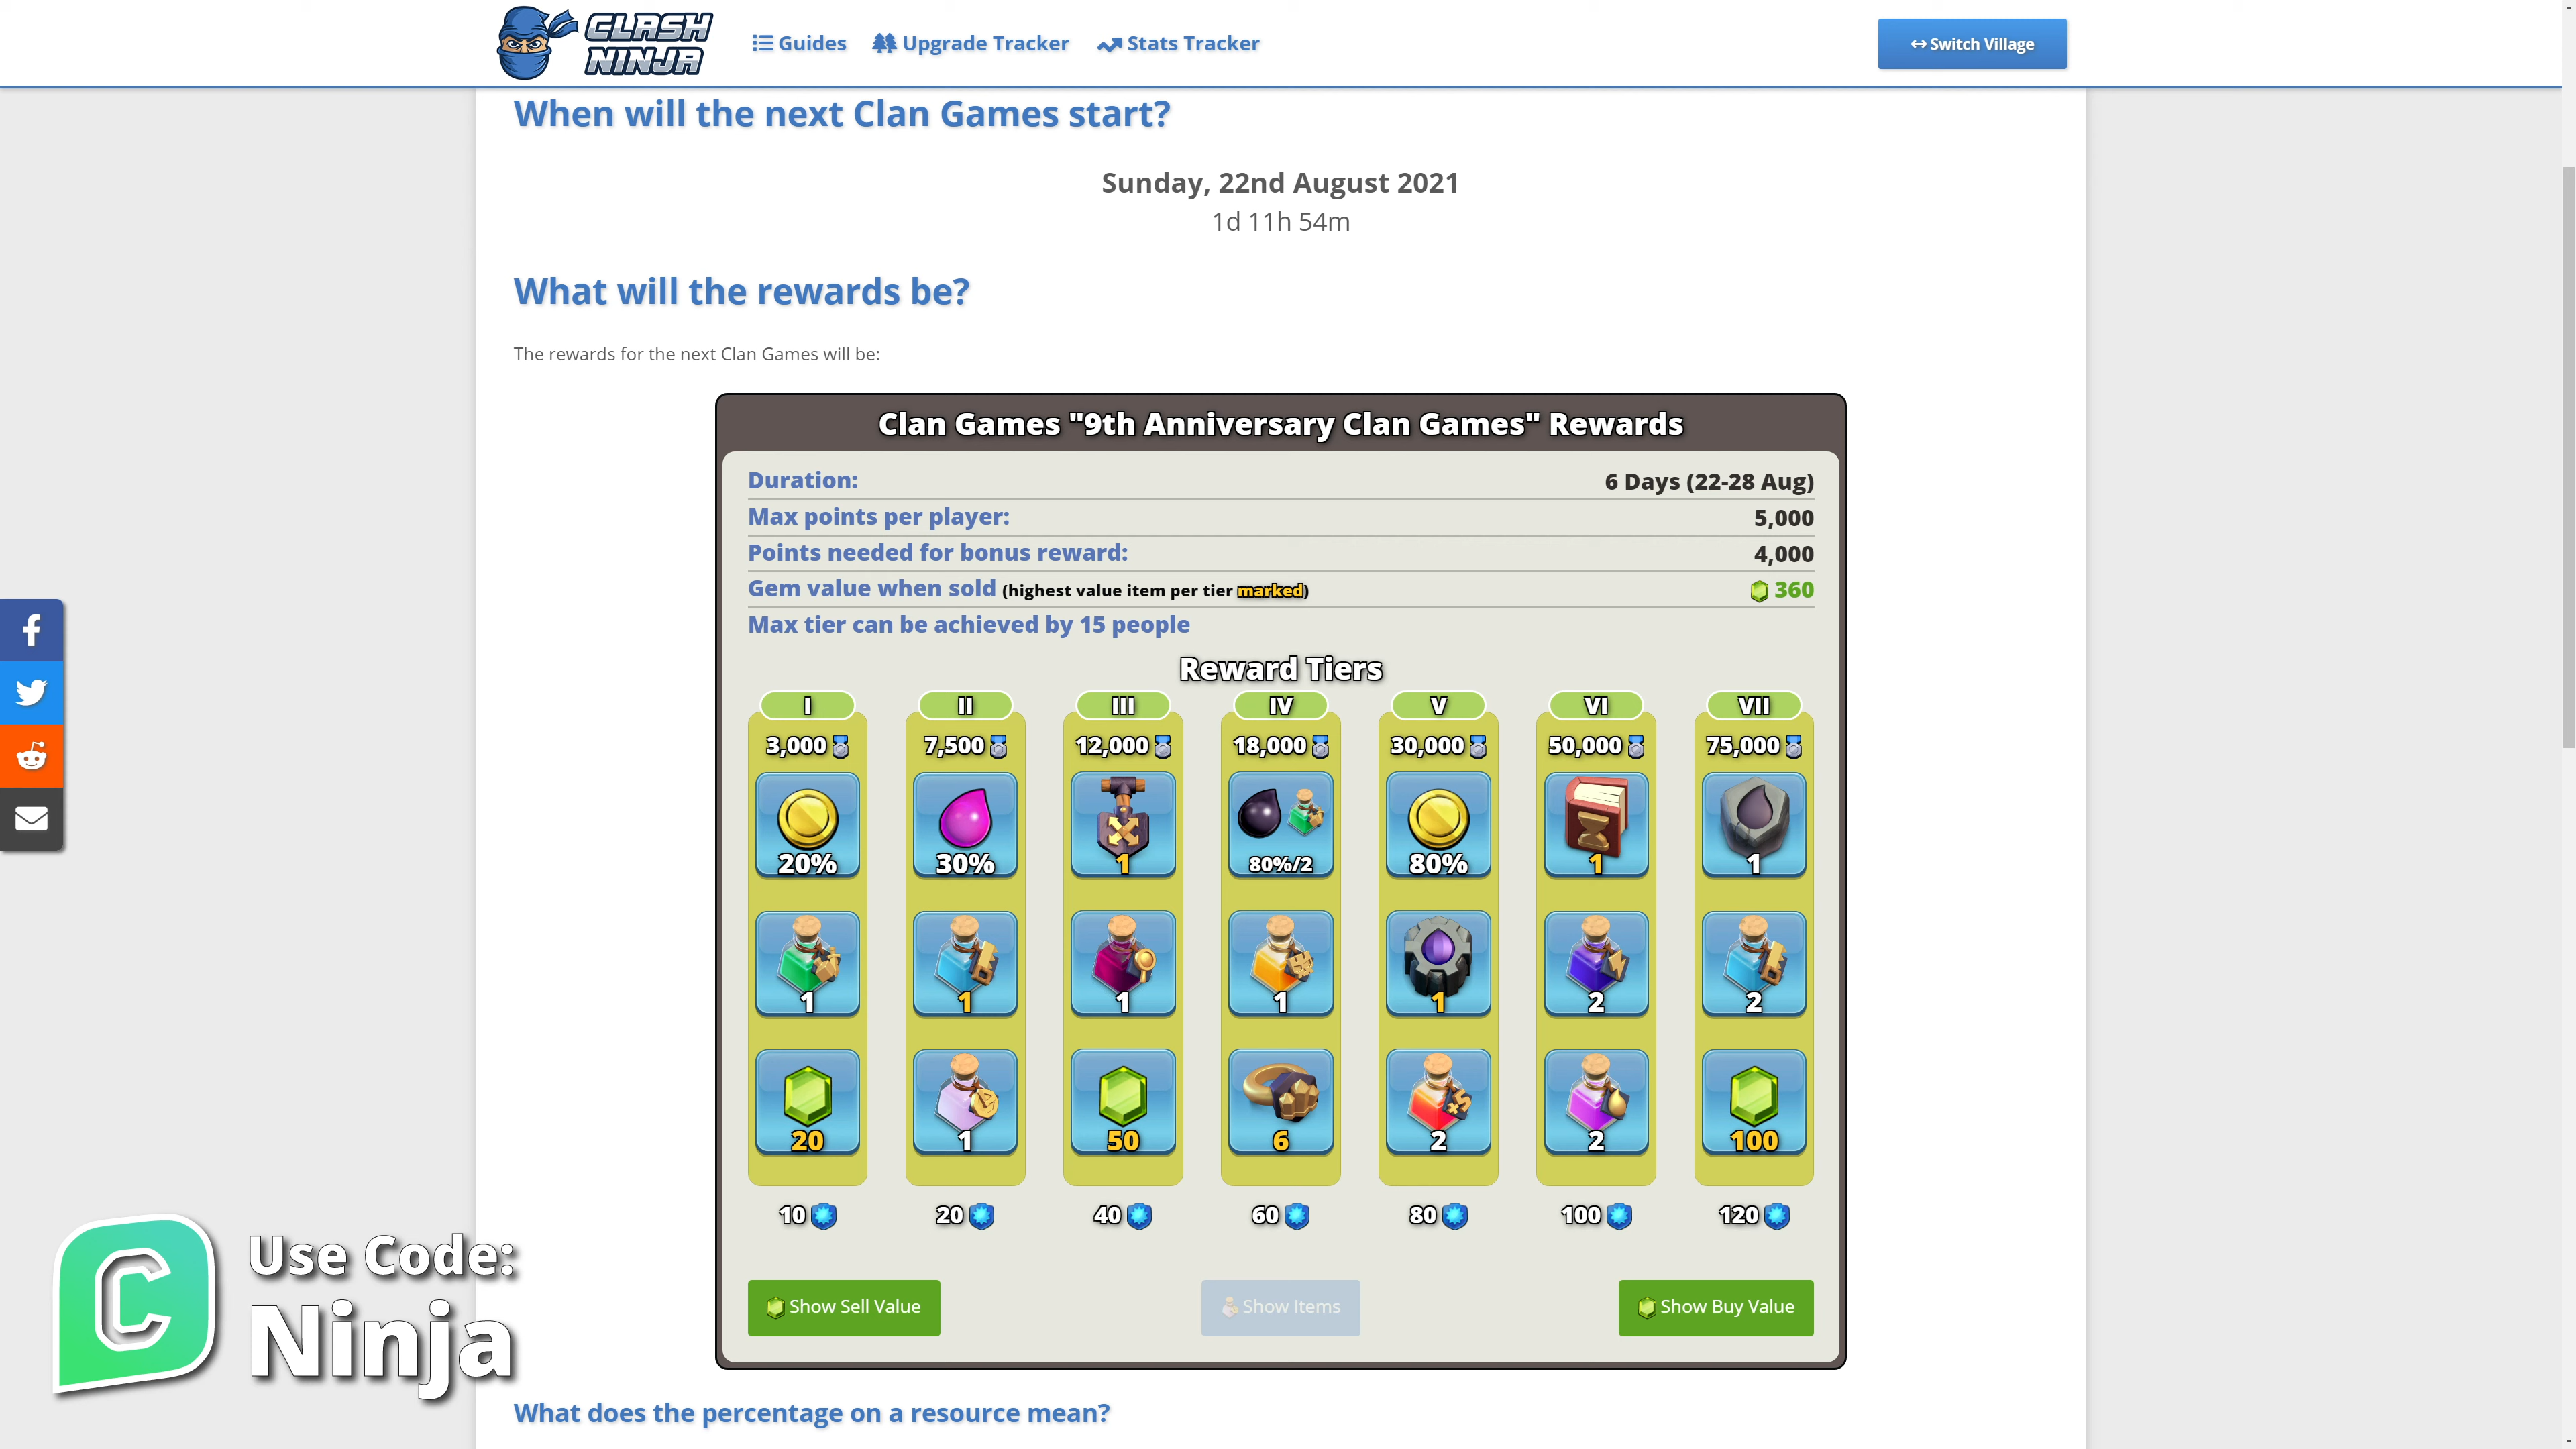 CLASH
NINJA
Guides
Upgrade Tracker
Stats Tracker
↔ Switch Village
When will the next Clan Games start?
Sunday, 22nd August 2021
1d 11h 54m
What will the rewards be?
The rewards for the next Clan Games will be:
Clan Games "9th Anniversary Clan Games" Rewards
Duration: 6 Days (22-28 Aug)
Max points per player: 5,000
Points needed for bonus reward: 4,000
Gem value when sold (highest value item per tier marked) 360
Max tier can be achieved by 15 people
Reward Tiers
I II III IV V VI VII
3,000 7,500 12,000 18,000 30,000 50,000 75,000
20% 30% 1 80%/2 80% 1 1
1 1 1 1 1 2 2
20 1 50 6 2 2 100
10 20 40 60 80 100 120
Show Sell Value
Show Items
Show Buy Value
Use Code:
Ninja
What does the percentage on a resource mean?